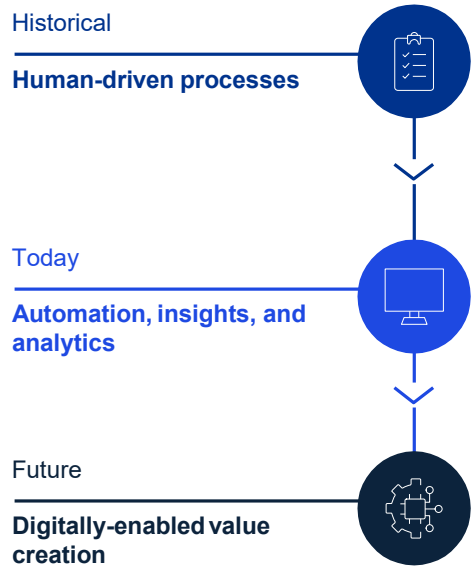 Historical
Human-driven processes
Today
Automation, insights, and
analytics
Future
Digitally-enabled value
creation